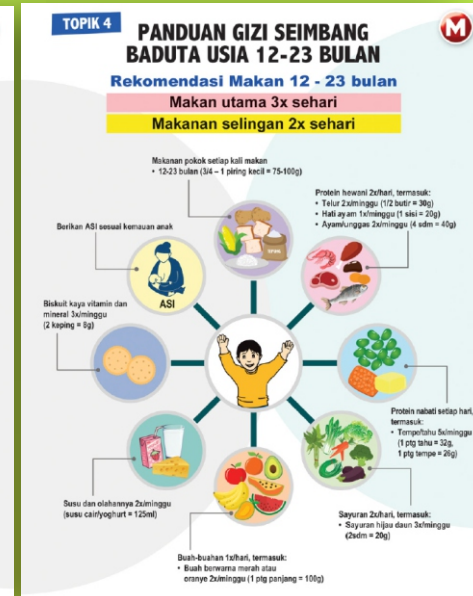 TOPIK 4
M
PANDUAN GIZI SEIMBANG
BADUTA USIA 12-23 BULAN
Rekomendasi Makan 12 - 23 bulan
Makan utama 3x sehari
Makanan selingan 2x sehari
Makanan pokok setiap kali makan
• 12-23 bulan (3/4 – 1 piring kecil = 75-100g)
Protein hewani 2x/hari, termasuk:
• Telur 2x/minggu (1/2 butir = 30g)
• Hati ayam 1x/minggu (1 sisi = 20g)
• Ayam/unggas 2x/minggu (4 sdm = 40g)
Berikan ASI sesuai kemauan anak
ASI
Biskuit kaya vitamin dan
mineral 3x/minggu
(2 keping = 8g)
Protein nabati setiap hari,
termasuk:
• Tempe/tahu 5x/minggu
(1 ptg tahu = 32g,
1 ptg tempe = 26g)
Susu dan olahannya 2x/minggu
(susu cair/yoghurt = 125ml)
Sayuran 2x/hari, termasuk:
• Sayuran hijau daun 3x/minggu
(2sdm = 20g)
Buah-buahan 1x/hari, termasuk:
• Buah berwarna merah atau
oranye 2x/minggu (1 ptg panjang = 100g)